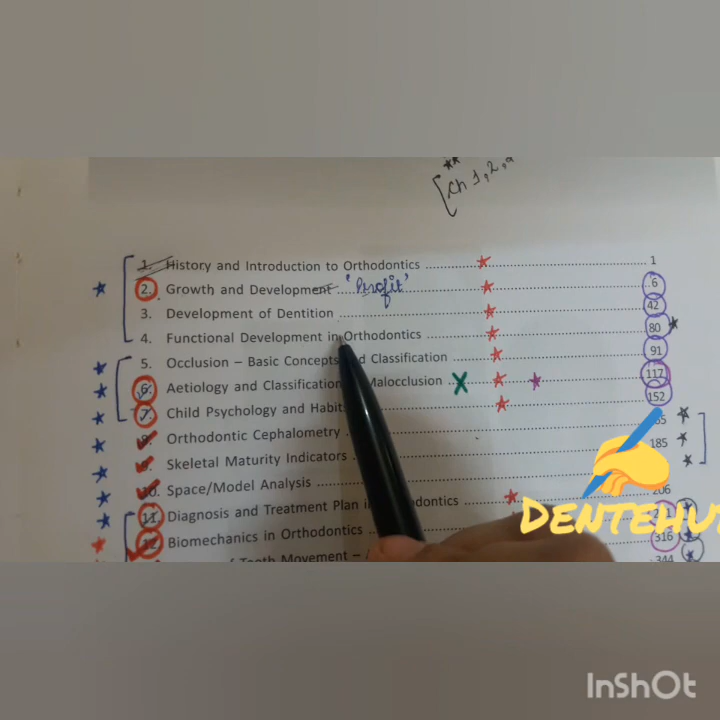 [Ch 1, 2,
1. History and Introduction to Orthodontics ........ 1
2. Growth and Development ........ 'Profit' ........ 6
3. Development of Dentition ........ 42
4. Functional Development in Orthodontics ........ 80
5. Occlusion – Basic Concepts and Classification ........ 91
6. Aetiology and Classification Malocclusion ........ 117
7. Child Psychology and Habits ........ 152
8. Orthodontic Cephalometry
9. Skeletal Maturity Indicators ........ 185
10. Space/Model Analysis ........ 206
11. Diagnosis and Treatment Plan in Orthodontics
12. Biomechanics in Orthodontics ........ 316
Tooth Movement – 344
DENTEHU
InShOt